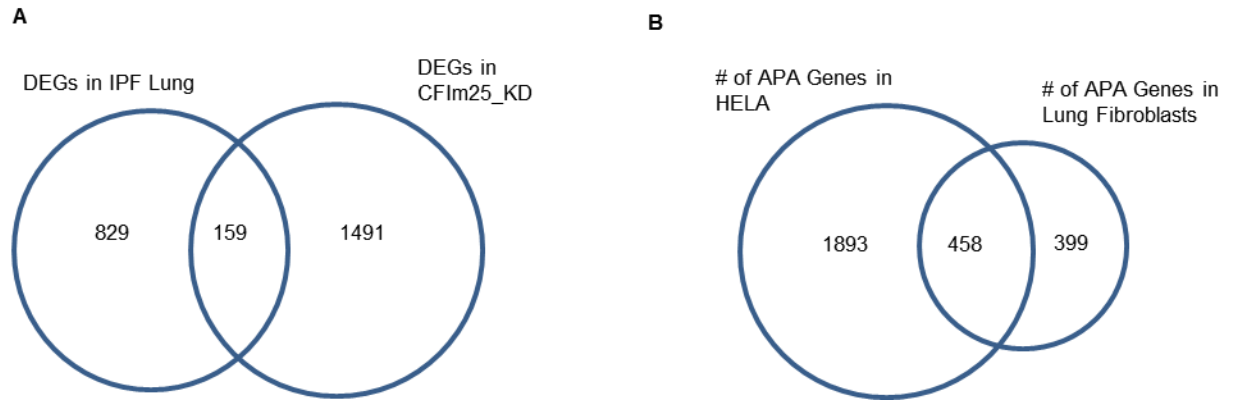 A
DEGs in IPF Lung
DEGs in
CFIm25_KD
829
159
1491
B
# of APA Genes in
HELA
# of APA Genes in
Lung Fibroblasts
1893
458
399